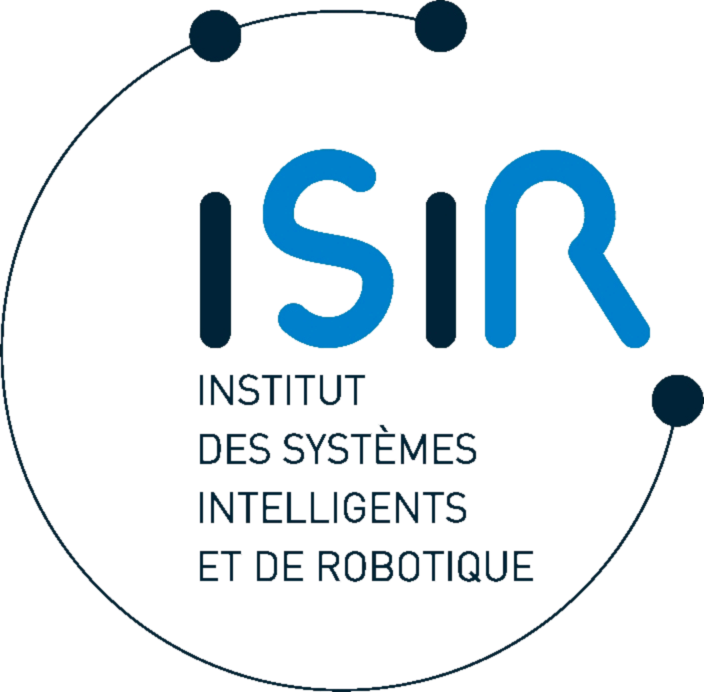 ISIR
INSTITUT
DES SYSTÈMES
INTELLIGENTS
ET DE ROBOTIQUE